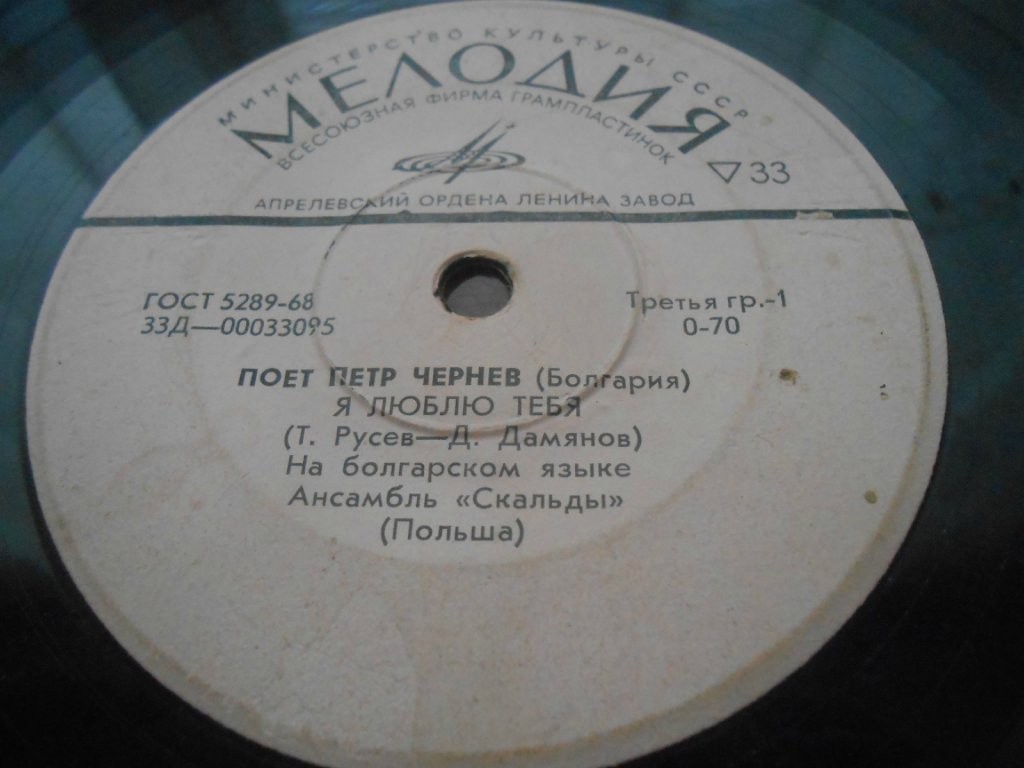 МИНИСТЕРСТВО КУЛЬТУРЫ СССР
МЕЛОДИЯ
ВСЕСОЮЗНАЯ ФИРМА ГРАМПЛАСТИНОК
▽33
АПРЕЛЕВСКИЙ ОРДЕНА ЛЕНИНА ЗАВОД
ГОСТ 5289-68
33Д—00033095
Третья гр.-1
0-70
ПОЕТ ПЕТР ЧЕРНЕВ (Болгария)
Я ЛЮБЛЮ ТЕБЯ
(Т. Русев—Д. Дамянов)
На болгарском языке
Ансамбль «Скальды»
(Польша)